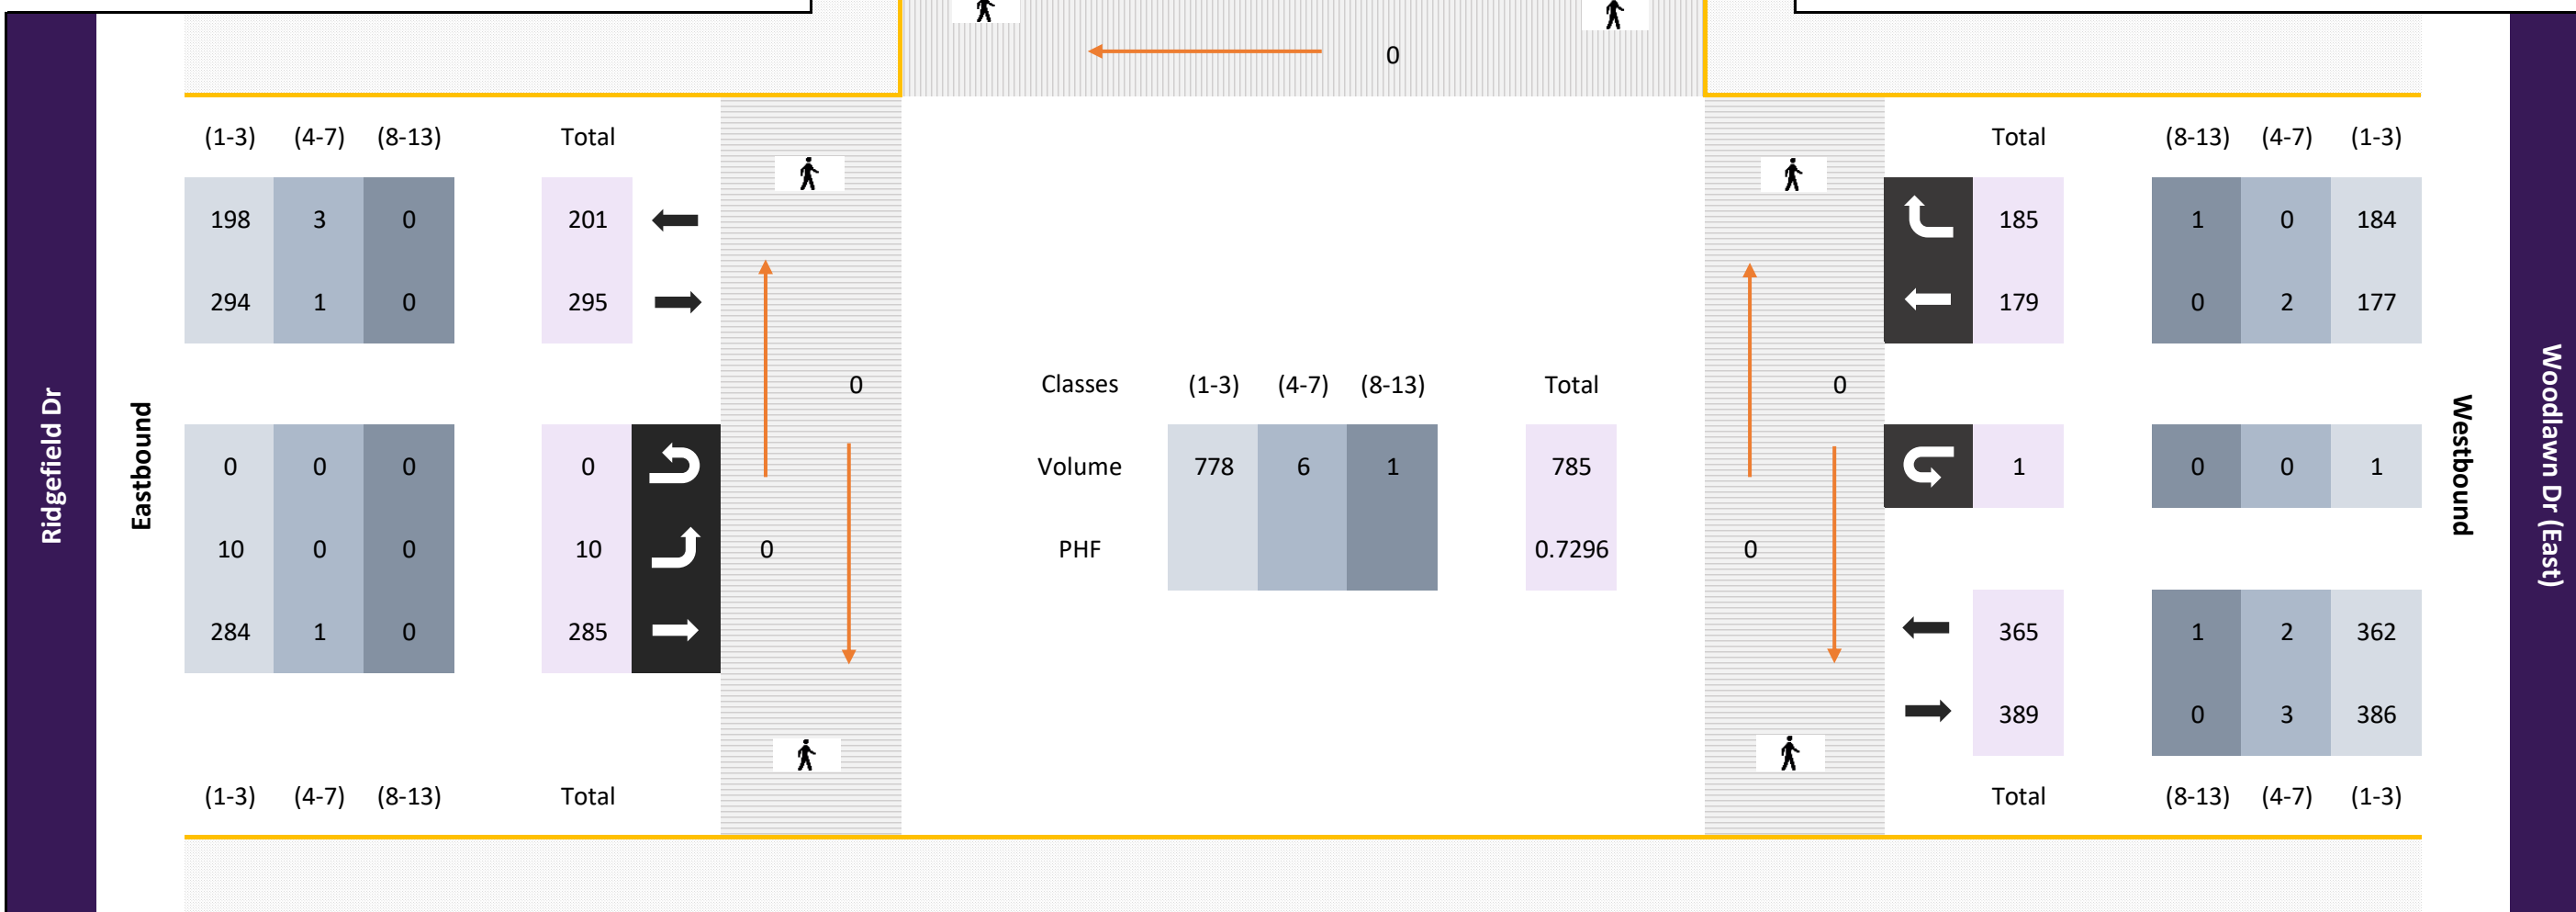 0
(1-3) (4-7) (8-13) Total
Total (8-13) (4-7) (1-3)
198 3 0 201
185 1 0 184
294 1 0 295
179 0 2 177
0
Classes (1-3) (4-7) (8-13) Total
0
0 0 0 0
Volume 778 6 1 785
1 0 0 1
10 0 0 10
0
PHF 0.7296
0
284 1 0 285
365 1 2 362
389 0 3 386
(1-3) (4-7) (8-13) Total
Total (8-13) (4-7) (1-3)
Ridgefield Dr
Eastbound
Westbound
Woodlawn Dr (East)